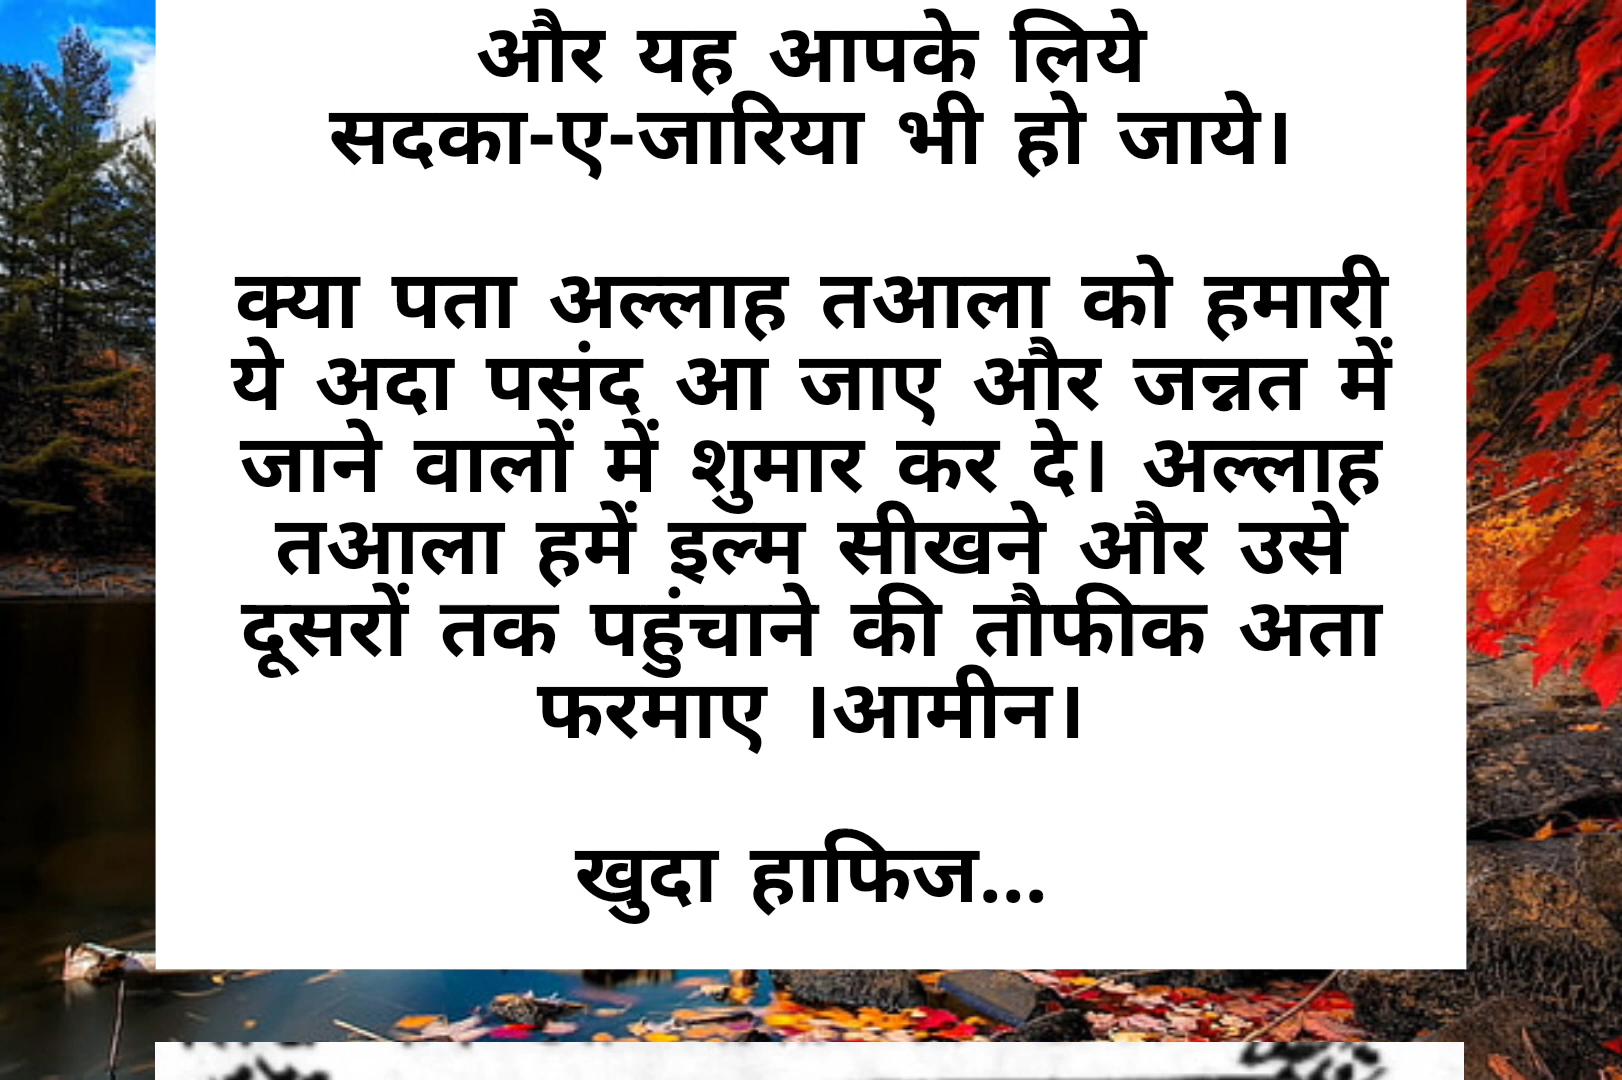 और यह आपके लिये
सदका-ए-जारिया भी हो जाये।
क्या पता अल्लाह तआला को हमारी
ये अदा पसंद आ जाए और जन्नत में
जाने वालों में शुमार कर दे। अल्लाह
तआला हमें इल्म सीखने और उसे
दूसरों तक पहुंचाने की तौफीक अता
फरमाए ।आमीन।
खुदा हाफिज...